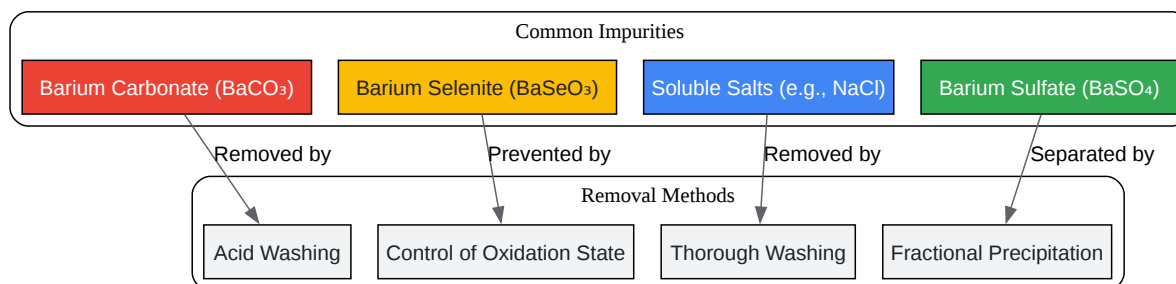 Common Impurities
Barium Carbonate (BaCO₃)
Barium Selenite (BaSeO₃)
Soluble Salts (e.g., NaCl)
Barium Sulfate (BaSO₄)
Removed by
Prevented by
Removed by
Separated by
Removal Methods
Acid Washing
Control of Oxidation State
Thorough Washing
Fractional Precipitation